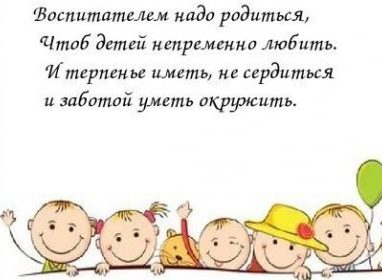 Воспитателем надо родиться,
Чтоб детей непременно любить.
И терпенье иметь, не сердиться
и заботой уметь окружить.